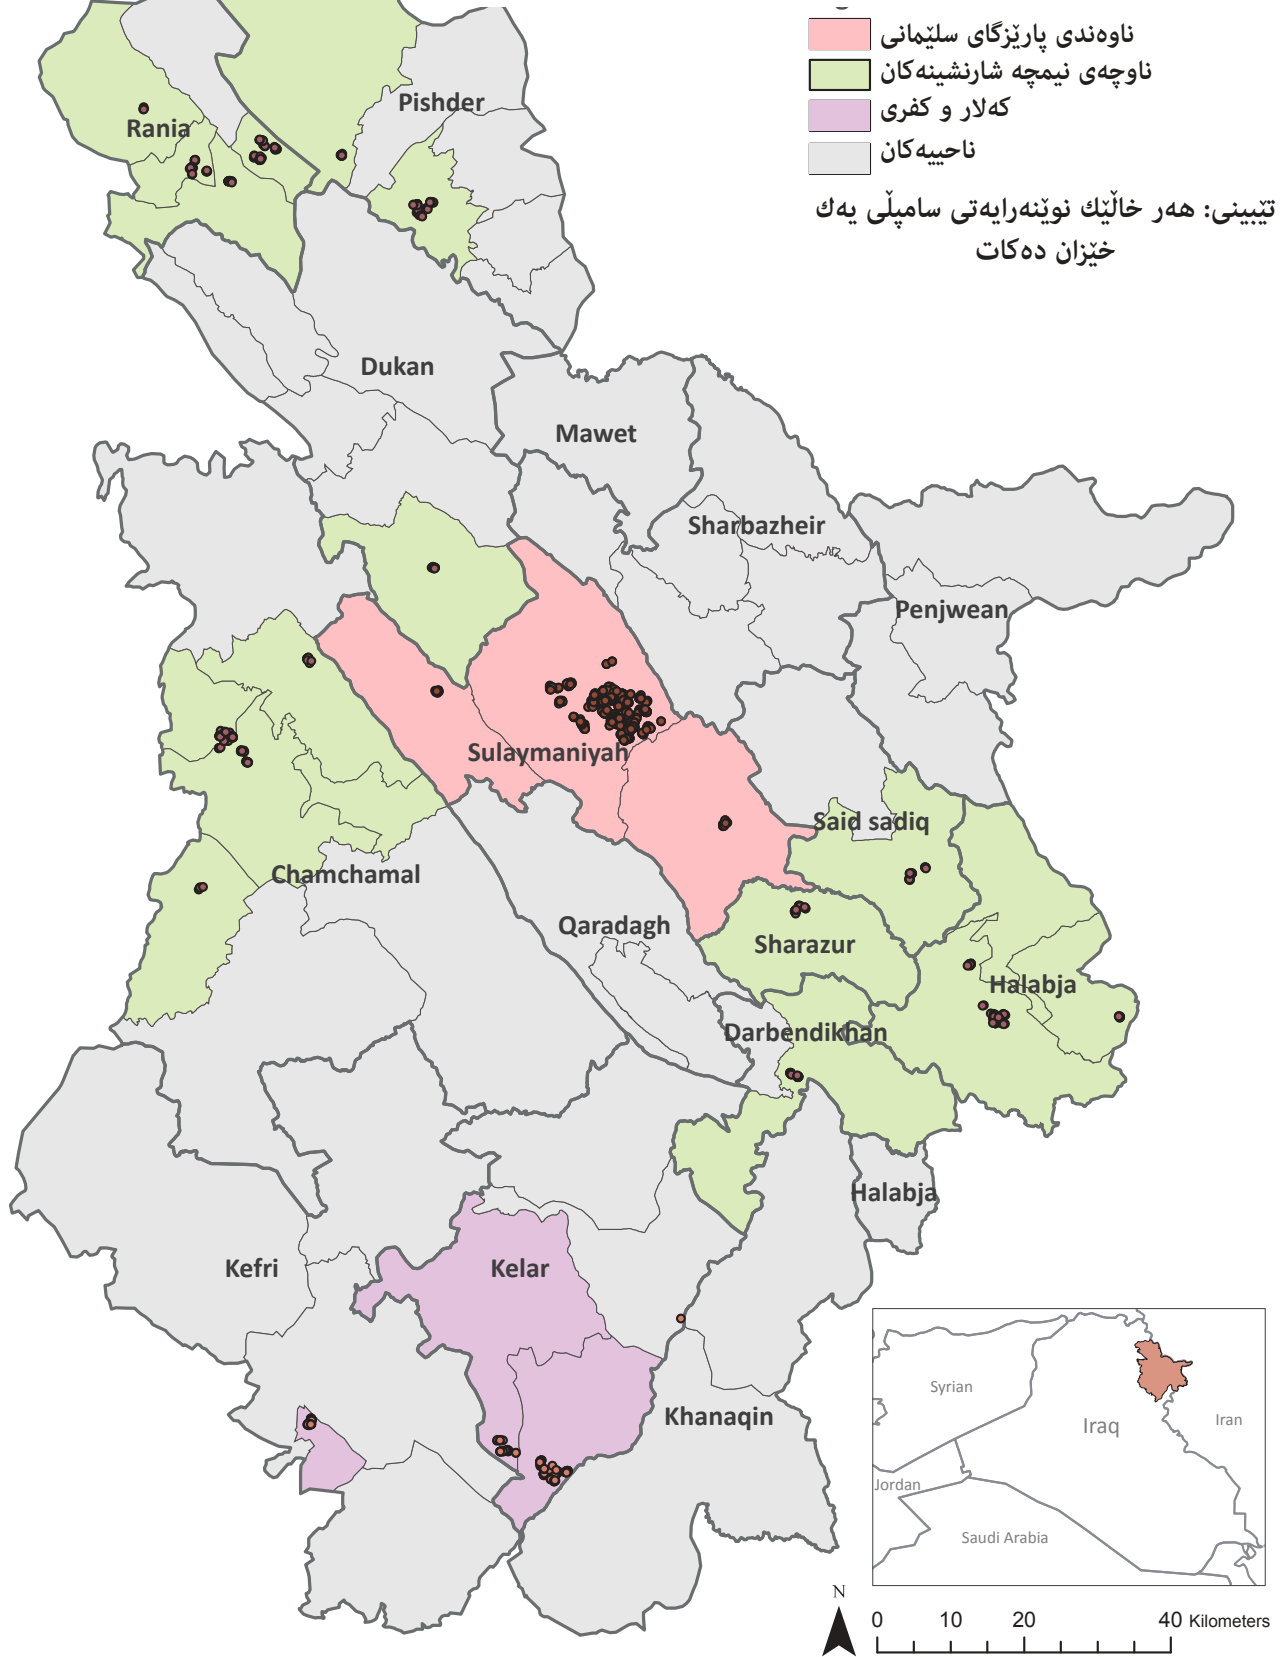 ناوەندی پارێزگای سلێمانی
ناوچەی نیمچە شارنشینەکان
کەلار و کفری
ناحییەکان
تێبینی: هەر خاڵێك نوێنەرایەتی سامپڵی یەك
خێزان دەکات
Pishder
Rania
Dukan
Mawet
Sharbazheir
Penjwean
Sulaymaniyah
Said sadiq
Chamchamal
Qaradagh
Sharazur
Halabja
Darbendikhan
Halabja
Kefri
Kelar
Khanaqin
Syrian
Iraq
Iran
Jordan
Saudi Arabia
N
0 10 20 40 Kilometers